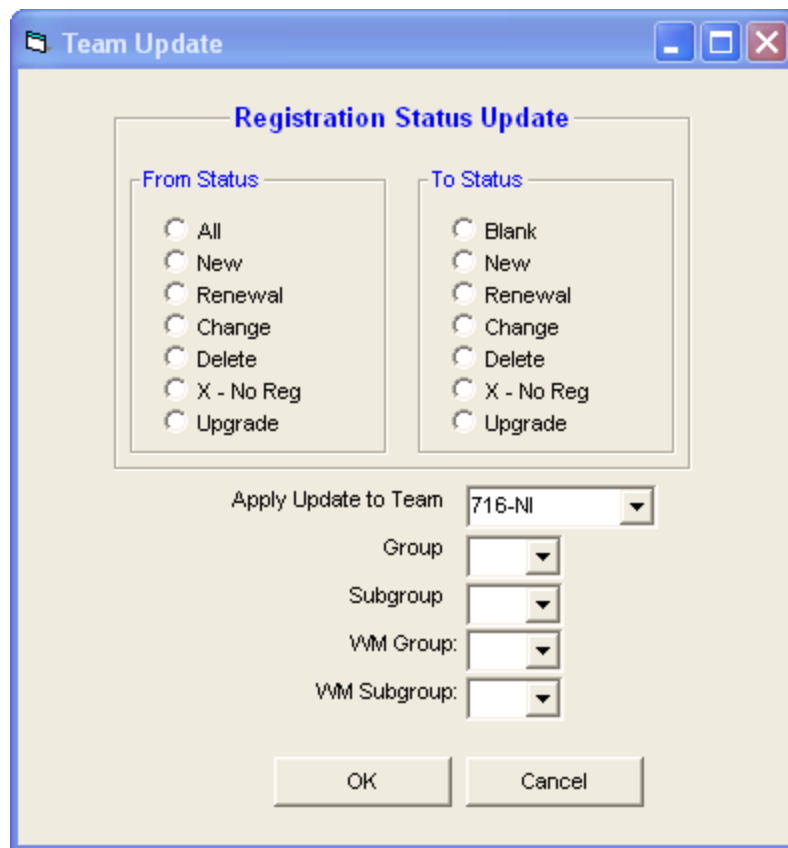 Team Update
Registration Status Update
From Status
All
New
Renewal
Change
Delete
X - No Reg
Upgrade
To Status
Blank
New
Renewal
Change
Delete
X - No Reg
Upgrade
Apply Update to Team 716-NI
Group
Subgroup
WM Group:
WM Subgroup:
OK Cancel